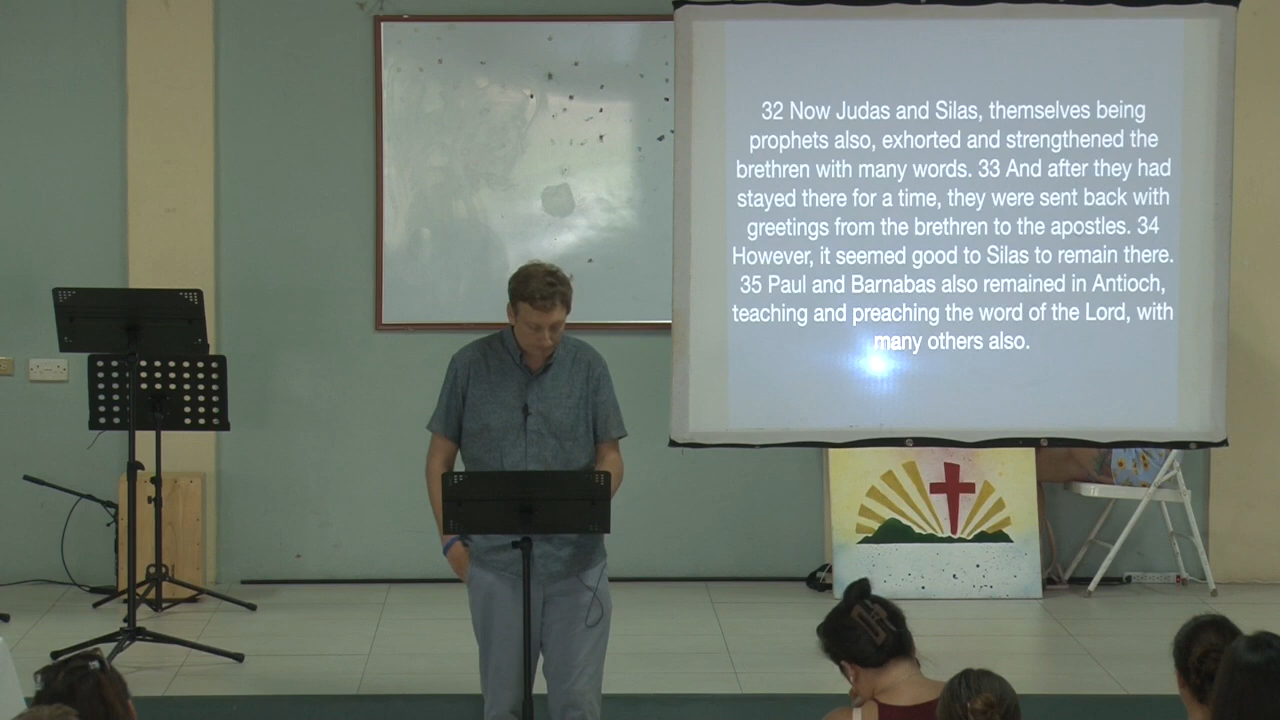 32 Now Judas and Silas, themselves being
prophets also, exhorted and strengthened the
brethren with many words. 33 And after they had
stayed there for a time, they were sent back with
greetings from the brethren to the apostles. 34
However, it seemed good to Silas to remain there.
35 Paul and Barnabas also remained in Antioch,
teaching and preaching the word of the Lord, with
many others also.